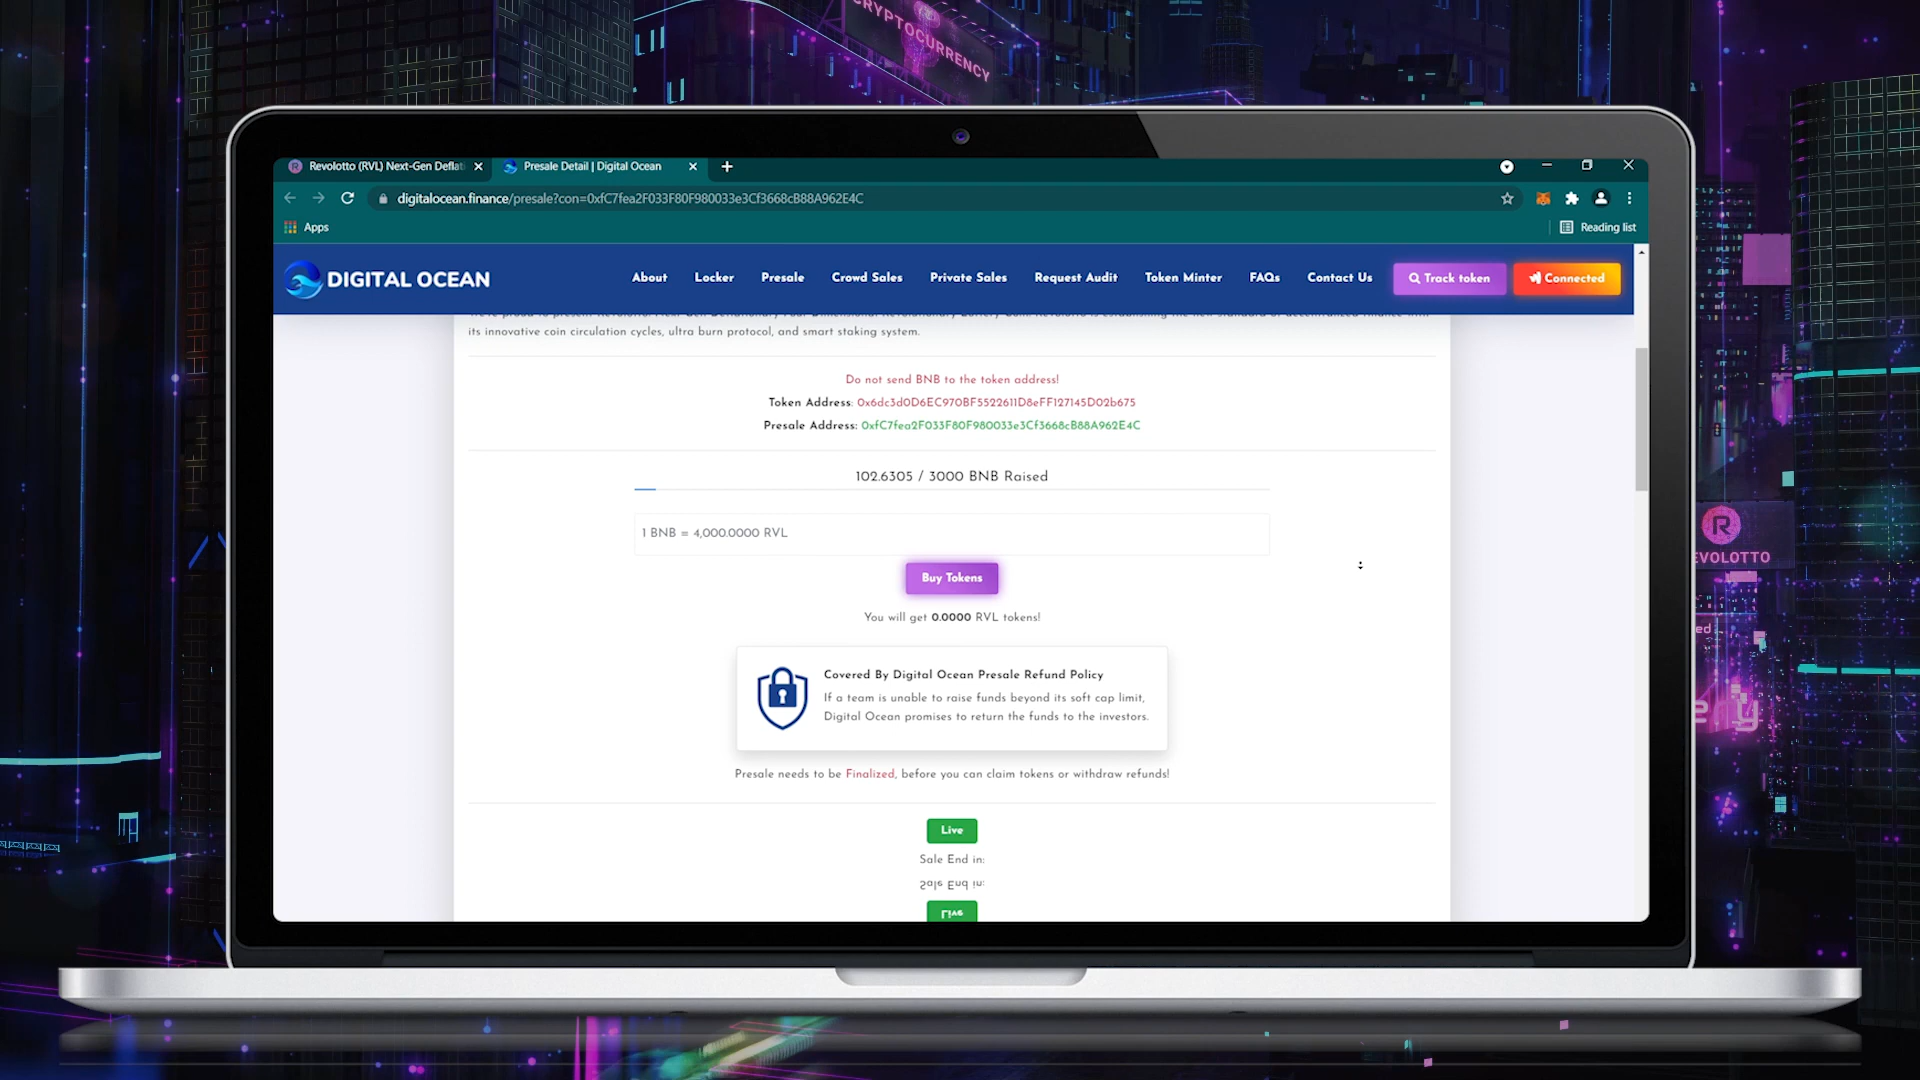 CRYPTOCURRENCY
Revolotto (RVL) Next-Gen Deflati
Presale Detail | Digital Ocean
digitalocean.finance/presale?con=0xfC7fea2F033F80F980033e3Cf3668cB88A962E4C
Apps
Reading list
DIGITAL OCEAN
About
Locker
Presale
Crowd Sales
Private Sales
Request Audit
Token Minter
FAQs
Contact Us
Track token
Connected
its innovative coin circulation cycles, ultra burn protocol, and smart staking system.
Do not send BNB to the token address!
Token Address: 0x6dc3d0D6EC970BF5522611D8eFF127145D02b675
Presale Address: 0xfC7fea2F033F80F980033e3Cf3668cB88A962E4C
102.6305 / 3000 BNB Raised
1 BNB = 4,000.0000 RVL
Buy Tokens
You will get 0.0000 RVL tokens!
Covered By Digital Ocean Presale Refund Policy
If a team is unable to raise funds beyond its soft cap limit,
Digital Ocean promises to return the funds to the investors.
Presale needs to be Finalized, before you can claim tokens or withdraw refunds!
Live
Sale End in:
Sale End in:
Live
R
EVOLOTTO